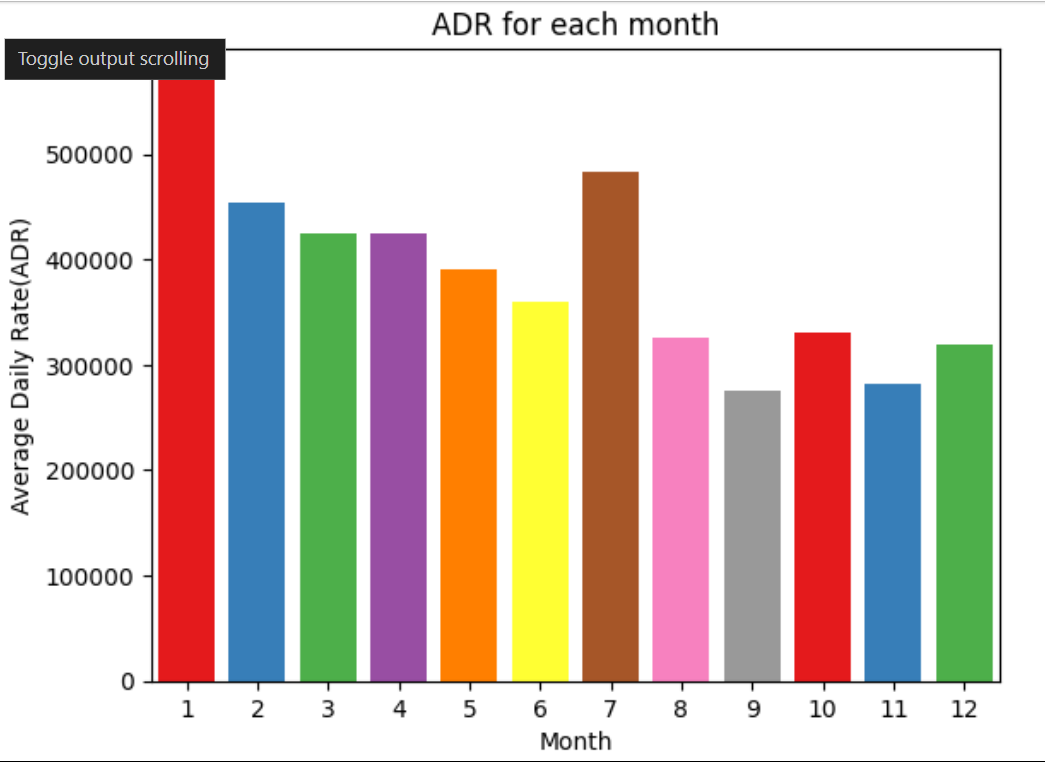 ADR for each month
Toggle output scrolling
500000
400000
300000
200000
100000
0
Average Daily Rate(ADR)
1 2 3 4 5 6 7 8 9 10 11 12
Month